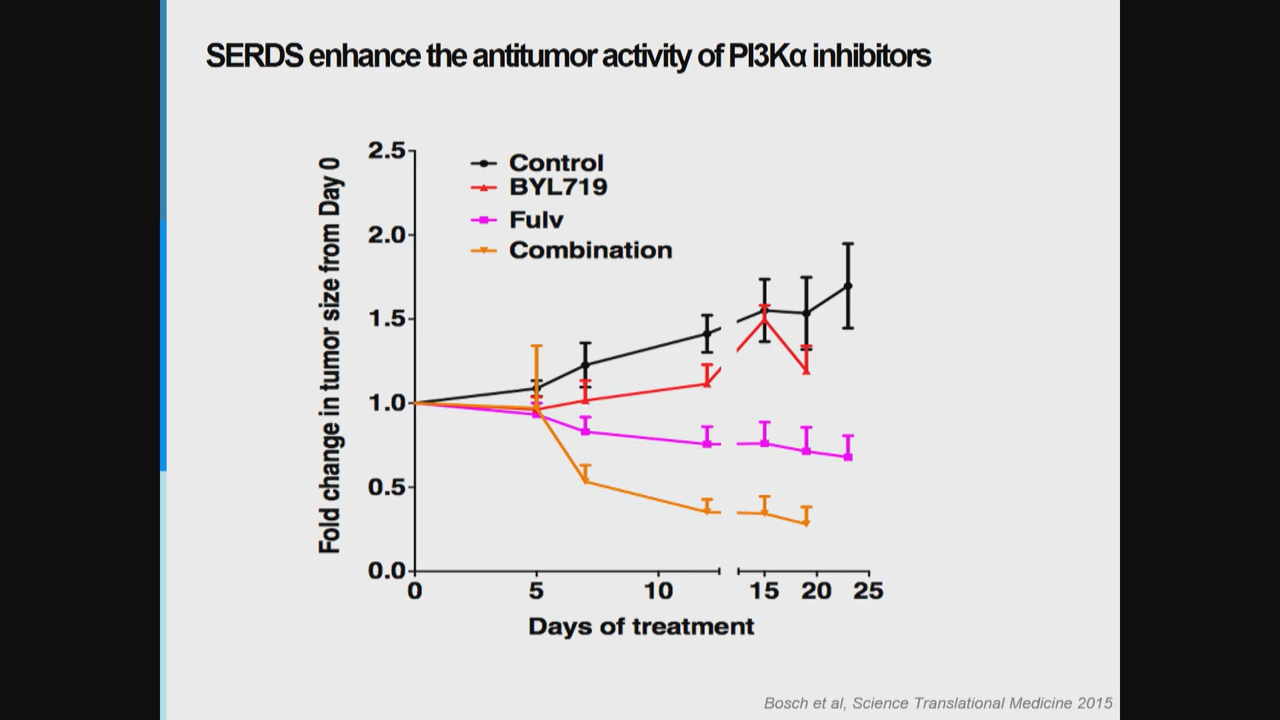 SERDS enhance the antitumor activity of PI3Kα inhibitors
Fold change in tumor size from Day 0
2.5
2.0
1.5
1.0
0.5
0.0
Control
BYL719
Fulv
Combination
0 5 10 15 20 25
Days of treatment
Bosch et al, Science Translational Medicine 2015